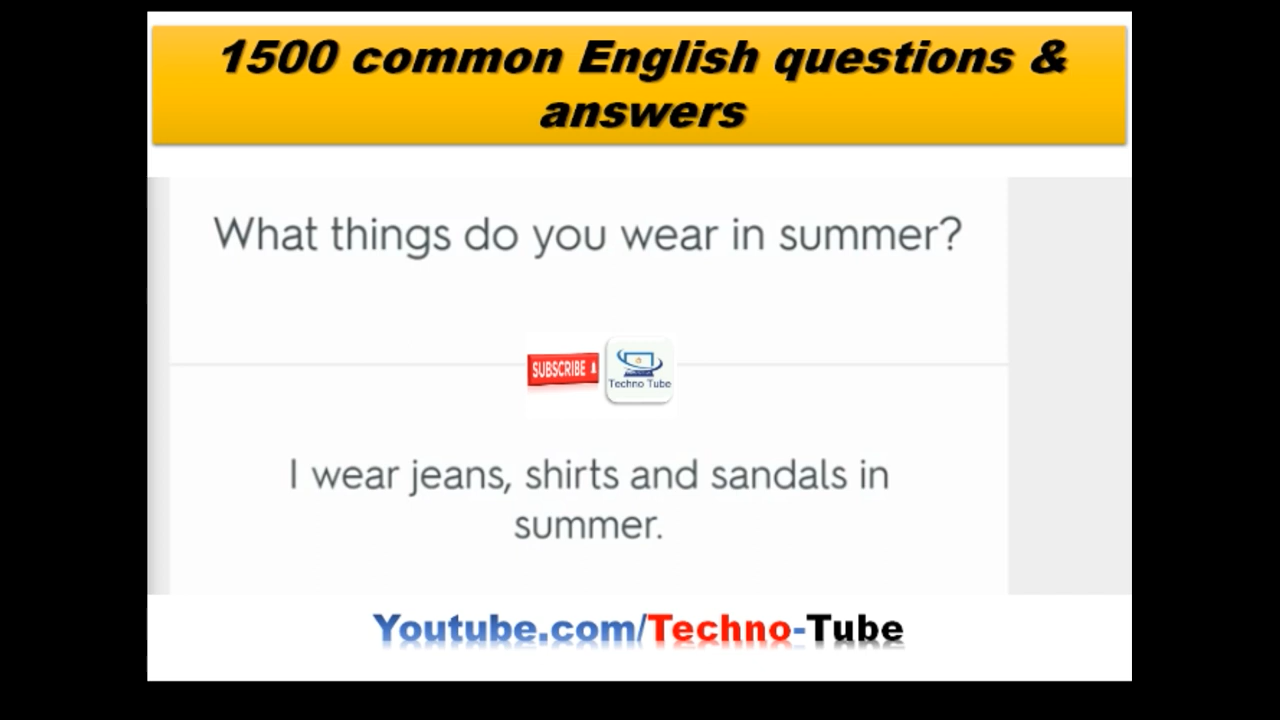 1500 common English questions &
answers
What things do you wear in summer?
SUBSCRIBE
Techno Tube
I wear jeans, shirts and sandals in
summer.
Youtube.com/Techno-Tube